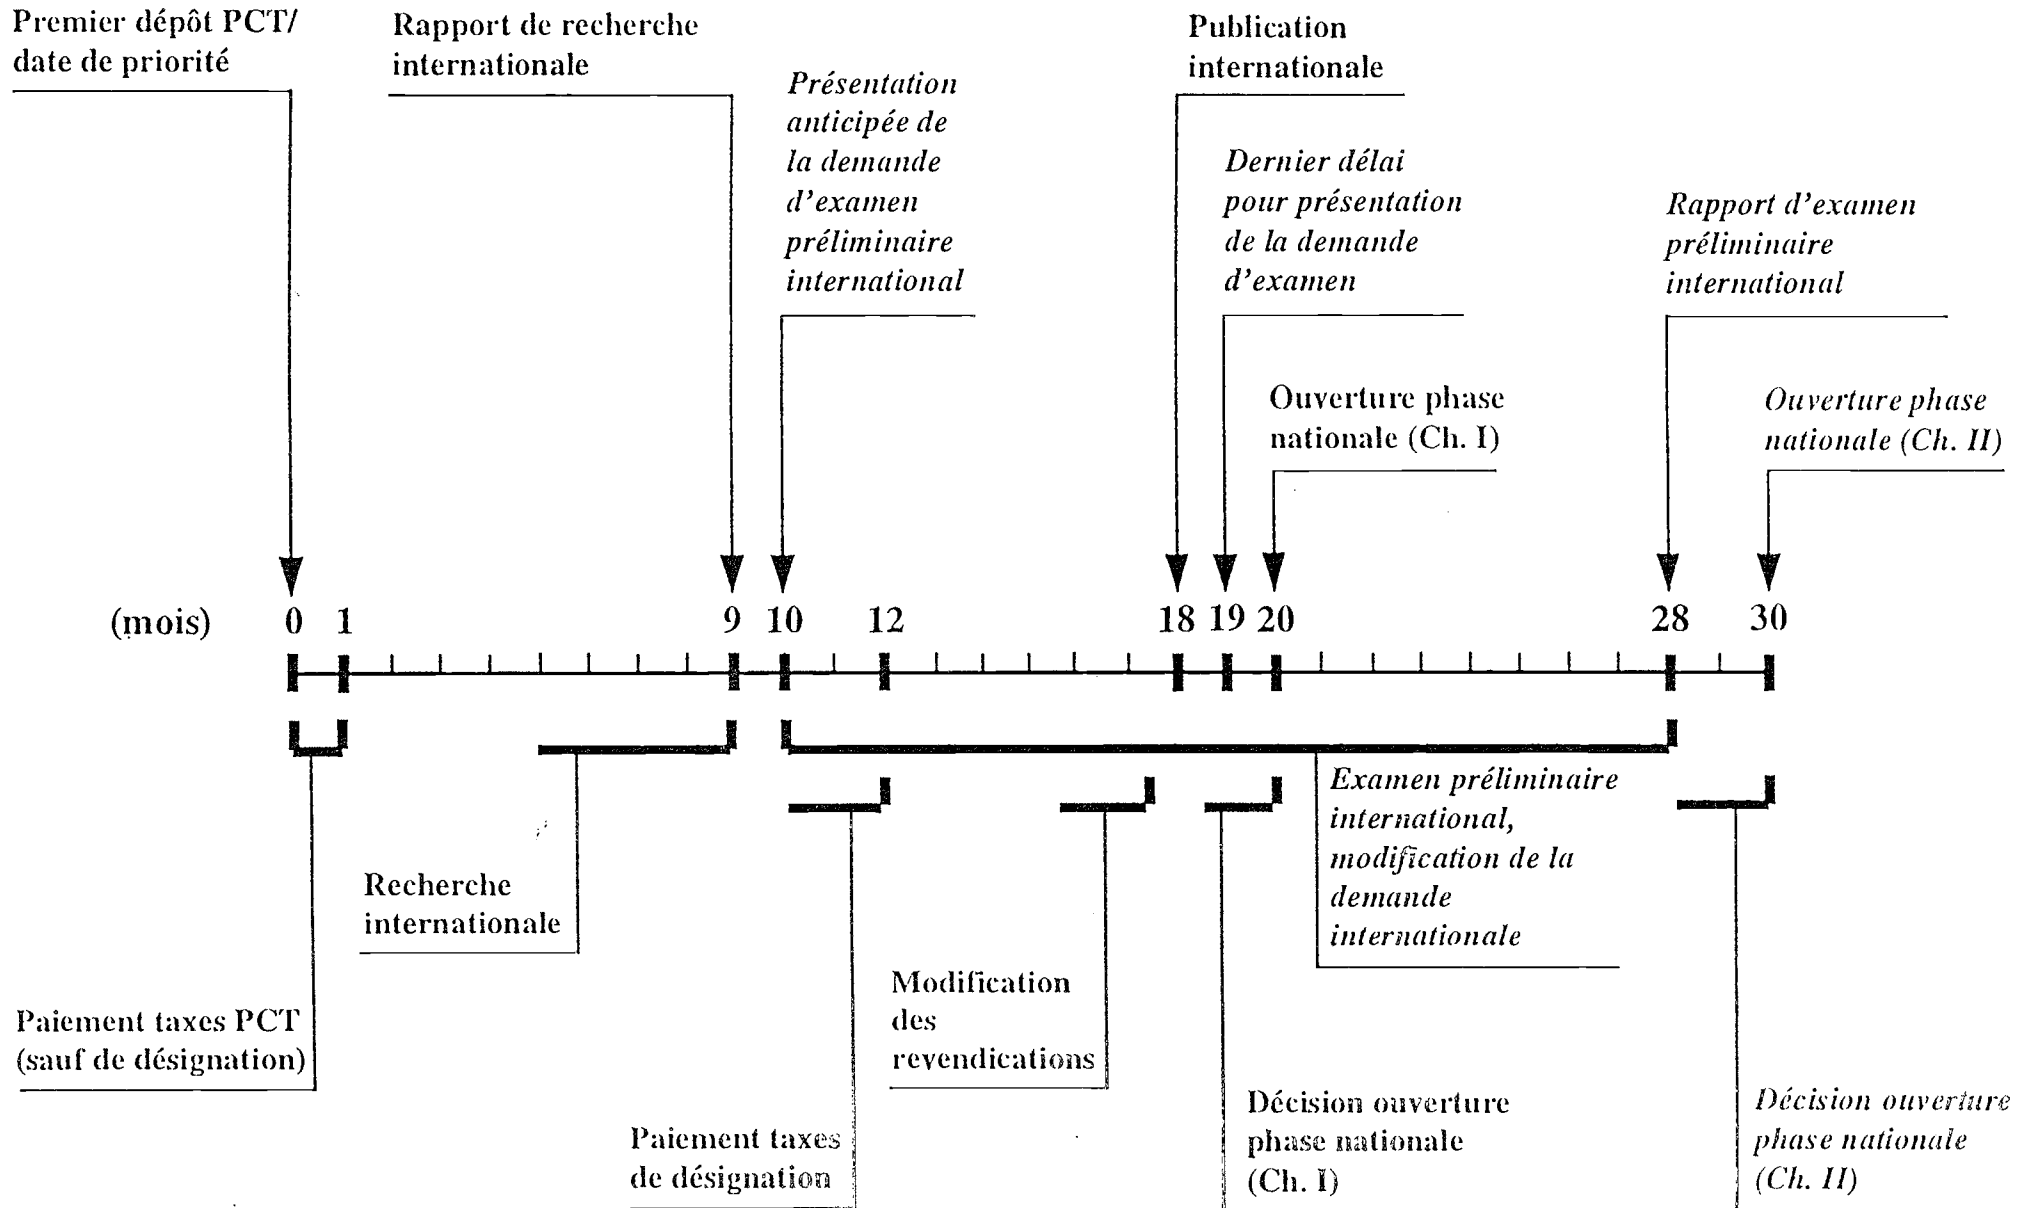 Premier dépôt PCT/
date de priorité
Rapport de recherche
internationale
Présentation
anticipée de
la demande
d'examen
préliminaire
international
Publication
internationale
Dernier délai
pour présentation
de la demande
d'examen
Rapport d'examen
préliminaire
international
Ouverture phase
nationale (Ch. I)
Ouverture phase
nationale (Ch. II)
(mois) 0 1 9 10 12 18 19 20 28 30
Examen préliminaire
international,
modification de la
demande
internationale
Recherche
internationale
Modification
des
revendications
Paiement taxes PCT
(sauf de désignation)
Paiement taxes
de désignation
Décision ouverture
phase nationale
(Ch. I)
Décision ouverture
phase nationale
(Ch. II)